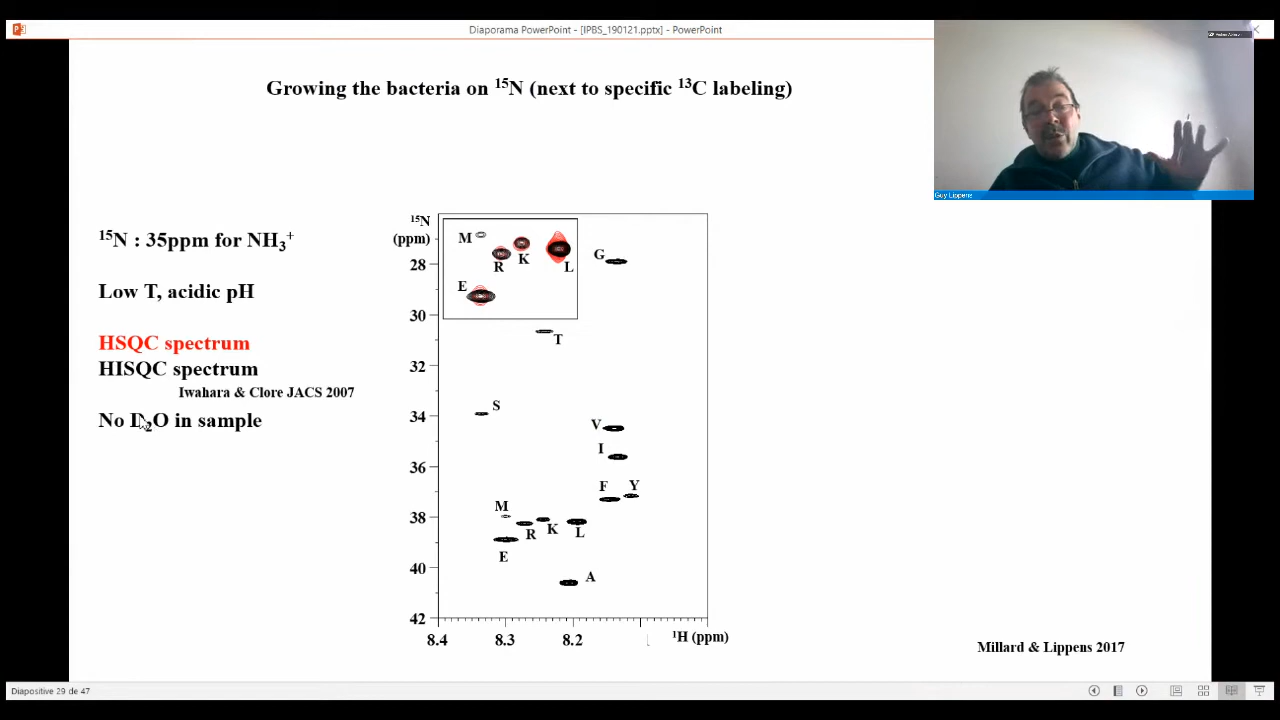 Diaporama PowerPoint - [IPBS_190121.pptx] - PowerPoint
Guy Lippens
Growing the bacteria on ¹⁵N (next to specific ¹³C labeling)
¹⁵N : 35ppm for NH₃⁺
Low T, acidic pH
HSQC spectrum
HISQC spectrum
Iwahara & Clore JACS 2007
No D₂O in sample
¹⁵N
(ppm)
28
30
32
34
36
38
40
42
8.4
8.3
8.2
¹H (ppm)
M
R
K
L
E
G
T
S
V
I
F
Y
M
R
K
L
E
A
Millard & Lippens 2017
Diapositive 29 de 47